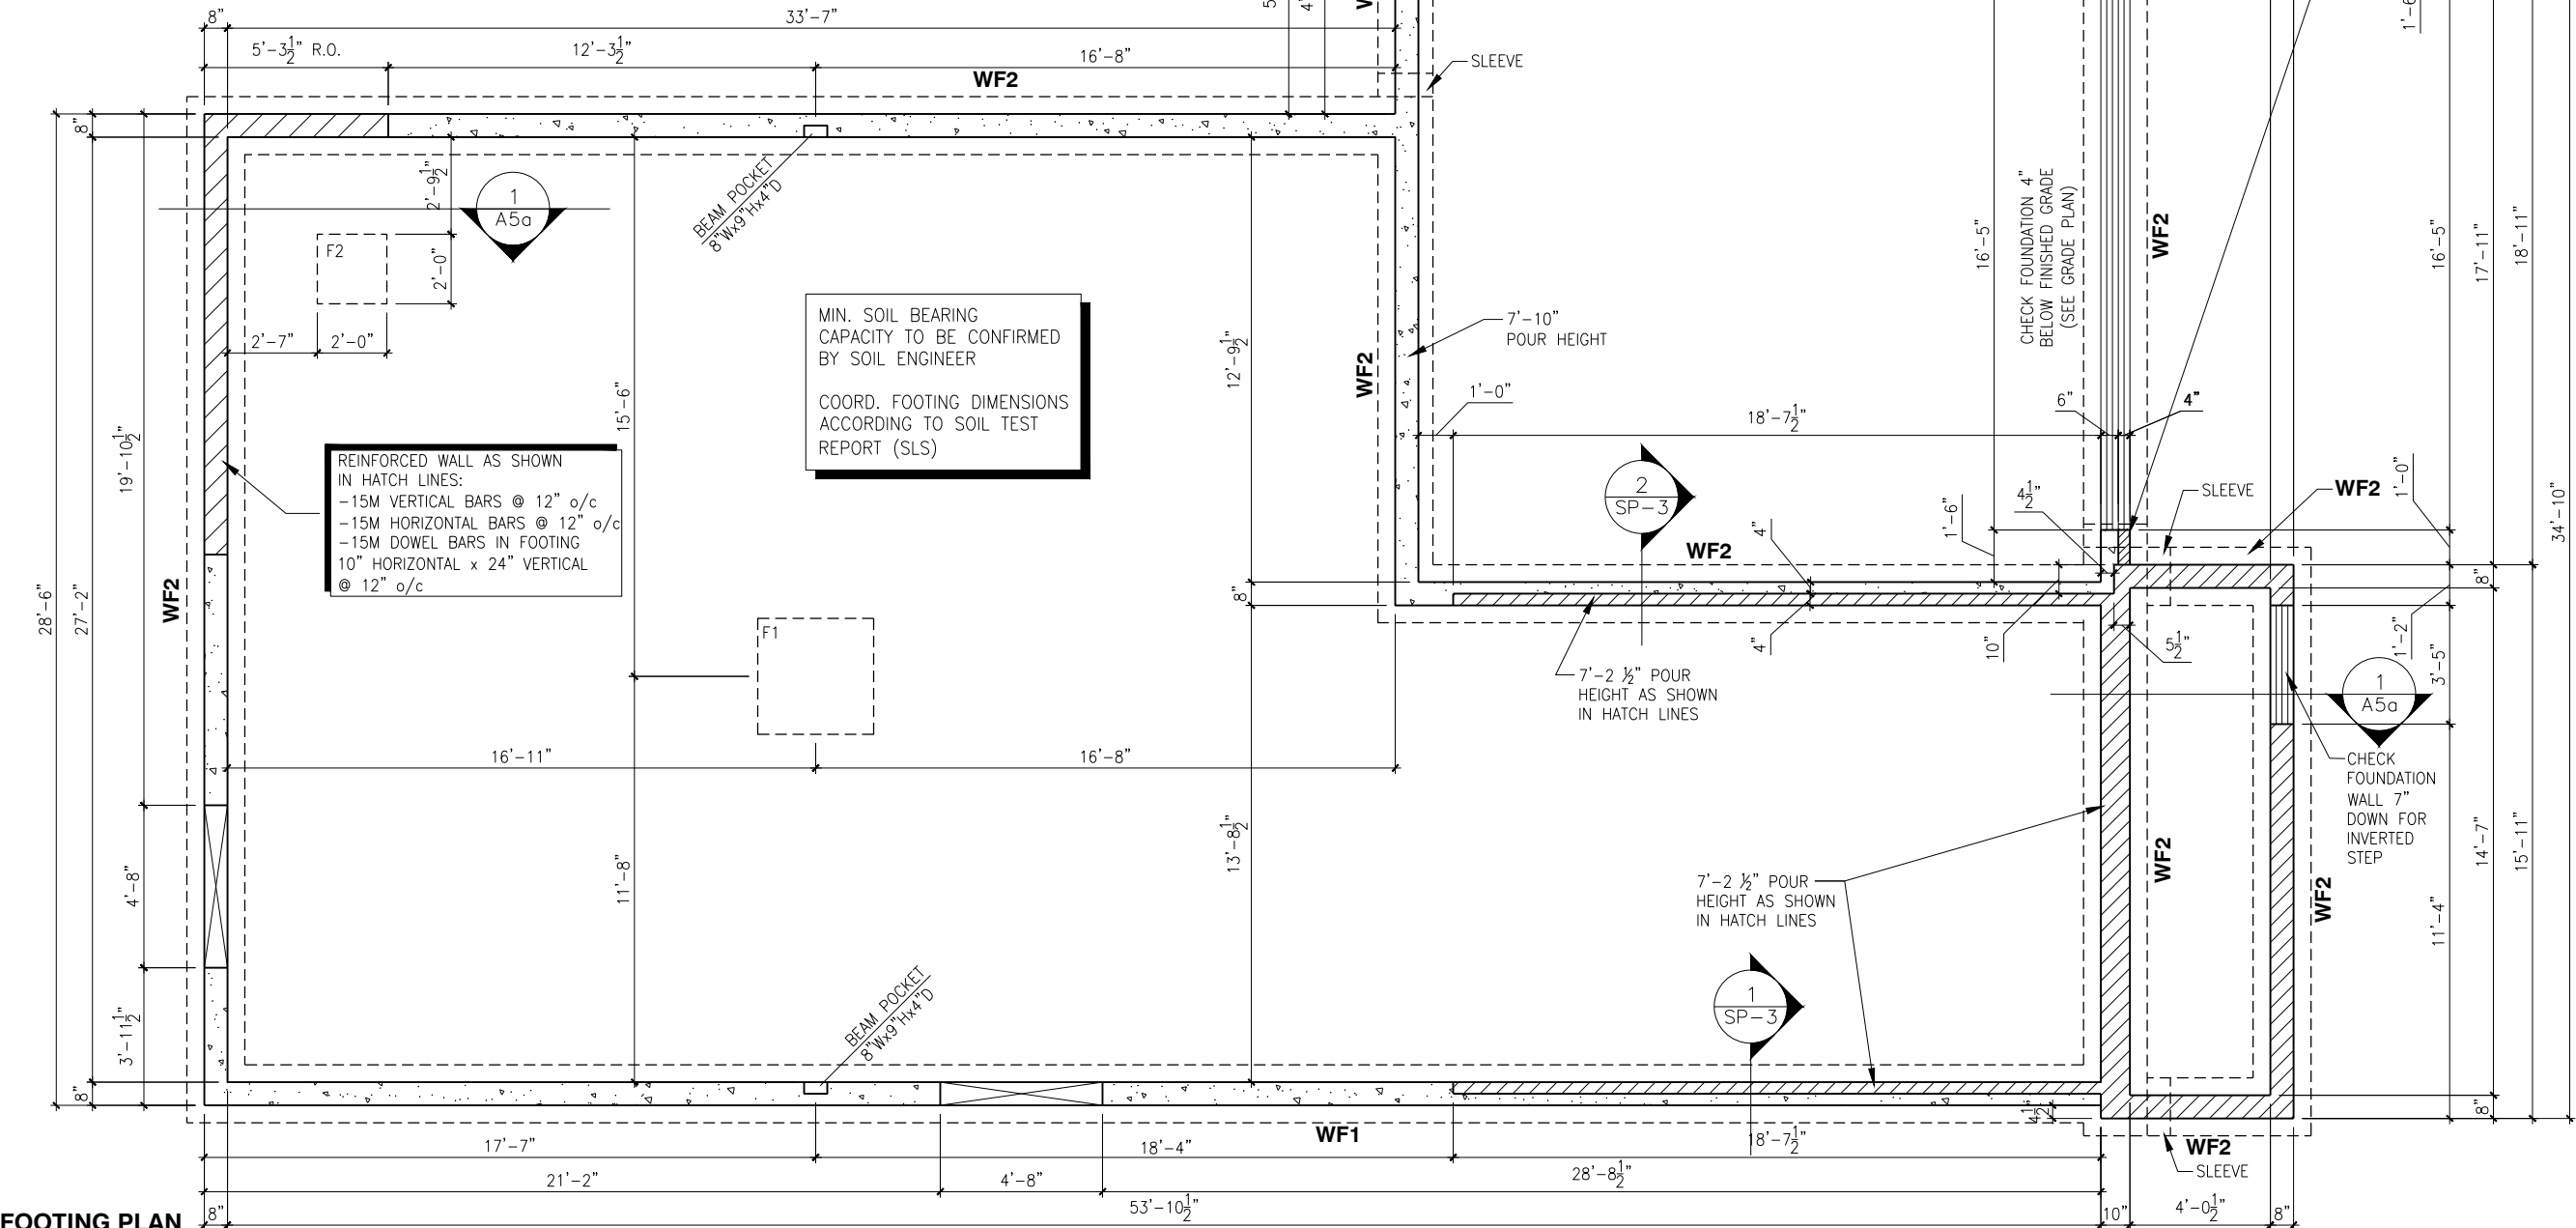 8"
33'-7"
5'-3½" R.O.
12'-3½"
16'-8"
WF2
SLEEVE
8"
2'-9½"
1
A5a
F2
2'-0"
2'-7"
2'-0"
BEAM POCKET
8"Wx9"Hx4"D
MIN. SOIL BEARING
CAPACITY TO BE CONFIRMED
BY SOIL ENGINEER
COORD. FOOTING DIMENSIONS
ACCORDING TO SOIL TEST
REPORT (SLS)
REINFORCED WALL AS SHOWN
IN HATCH LINES:
-15M VERTICAL BARS @ 12" o/c
-15M HORIZONTAL BARS @ 12" o/c
-15M DOWEL BARS IN FOOTING
10" HORIZONTAL x 24" VERTICAL
@ 12" o/c
28'-6"
27'-2"
19'-10½"
WF2
4'-8"
3'-11½"
8"
15'-6"
F1
16'-11"
16'-8"
11'-8"
12'-9½"
8"
13'-8½"
WF2
7'-10"
POUR HEIGHT
1'-0"
18'-7½"
2
SP-3
WF2
4"
4"
7'-2 ½" POUR
HEIGHT AS SHOWN
IN HATCH LINES
16'-5"
CHECK FOUNDATION 4"
BELOW FINISHED GRADE
(SEE GRADE PLAN)
WF2
6"
4"
1'-6"
4½"
10"
5½"
SLEEVE
WF2
1'-0"
16'-5"
17'-11"
18'-11"
34'-10"
8"
1'-2"
3'-5"
1
A5a
CHECK
FOUNDATION
WALL 7"
DOWN FOR
INVERTED
STEP
WF2
WF2
14'-7"
15'-11"
11'-4"
8"
7'-2 ½" POUR
HEIGHT AS SHOWN
IN HATCH LINES
1
SP-3
BEAM POCKET
8"Wx9"Hx4"D
4½"
17'-7"
18'-4"
WF1
18'-7½"
WF2
SLEEVE
21'-2"
4'-8"
28'-8½"
FOOTING PLAN
8"
53'-10½"
10"
4'-0½"
8"